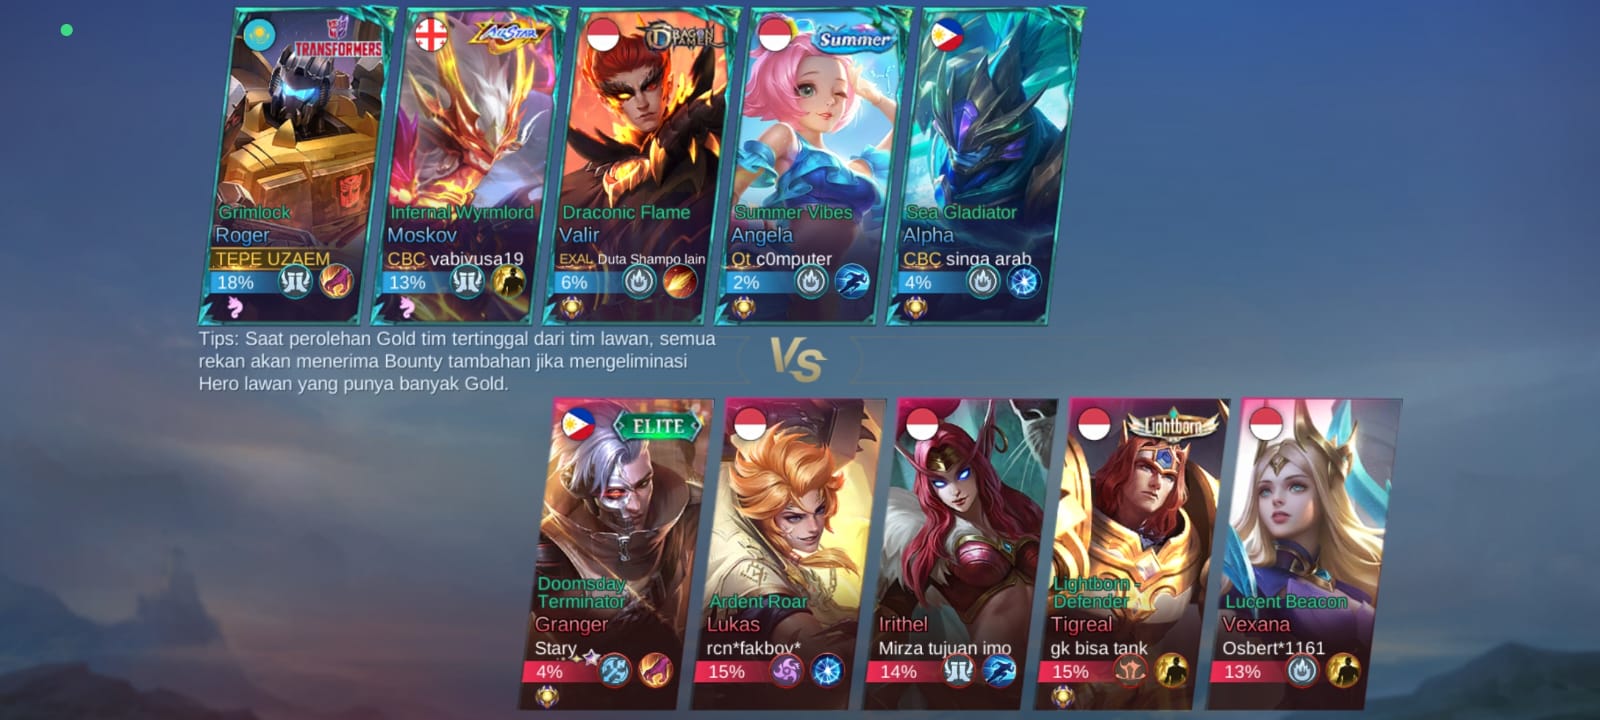 TRANSFORMERS
Grimlock
Roger
TEPE UZAEM
18%
ALLSTAR
Infernal Wyrmlord
Moskov
CBC vabiyusa19
13%
DRAGON
TAMER
Draconic Flame
Valir
EXAL Duta Shampo lain
6%
Summer
Summer Vibes
Angela
Qt c0mputer
2%
Sea Gladiator
Alpha
CBC singa arab
4%
Tips: Saat perolehan Gold tim tertinggal dari tim lawan, semua
rekan akan menerima Bounty tambahan jika mengeliminasi
Hero lawan yang punya banyak Gold.
VS
ELITE
Doomsday
Terminator
Granger
Stary
4%
Ardent Roar
Lukas
rcn*fakboy*
15%
Irithel
Mirza tujuan imo
14%
Lightborn
Lightborn -
Defender
Tigreal
gk bisa tank
15%
Lucent Beacon
Vexana
Osbert*1161
13%